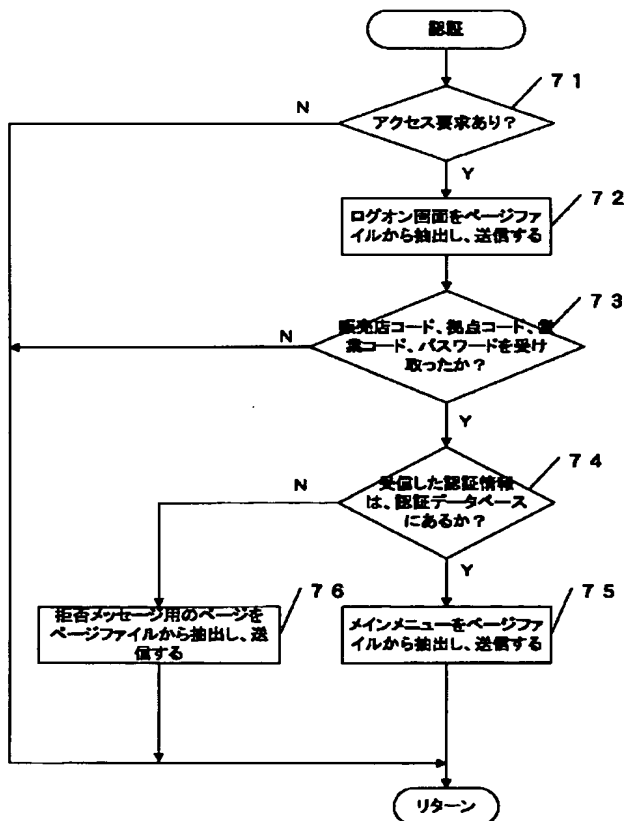 認証
71
N
アクセス要求あり?
Y
72
ログオン画面をページファ
イルから抽出し、送信する
73
販売店コード、拠点コード、営
業コード、パスワードを受け
取ったか?
N
Y
74
受信した認証情報
は、認証データベース
にあるか?
N
Y
76
拒否メッセージ用のページを
ページファイルから抽出し、送
信する
75
メインメニューをページファ
イルから抽出し、送信する
リターン